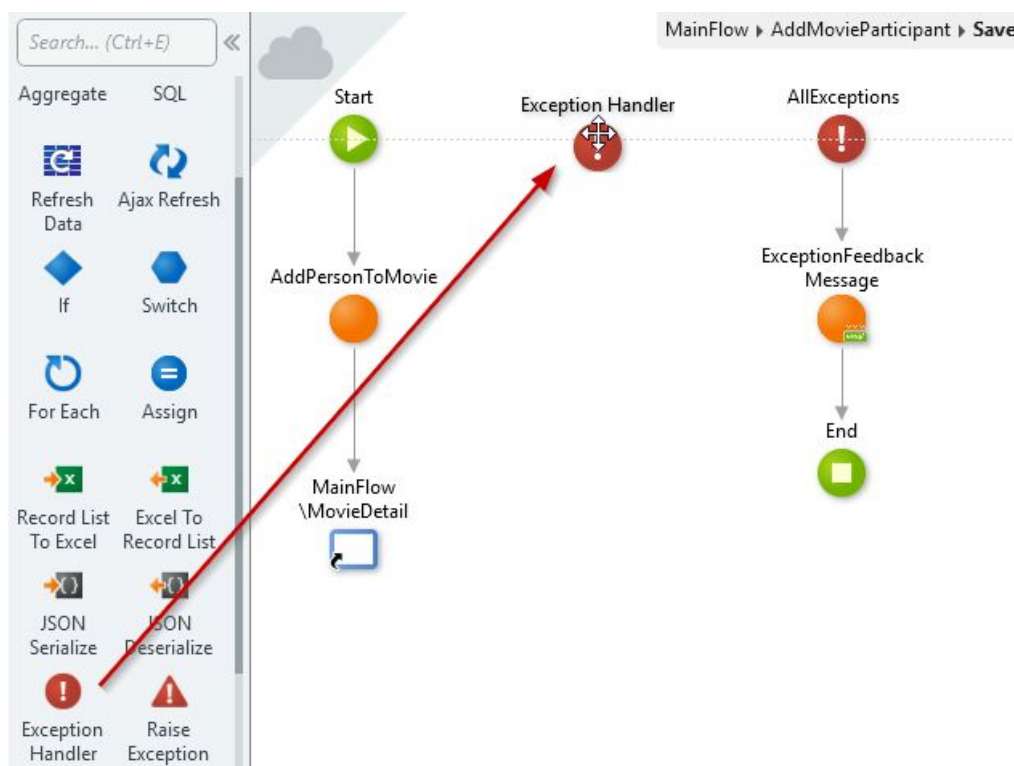 Search... (Ctrl+E)
MainFlow AddMovieParticipant Save
Aggregate
SQL
Refresh
Data
Ajax Refresh
If
Switch
For Each
Assign
Record List
To Excel
Excel To
Record List
JSON
Serialize
JSON
Deserialize
Exception
Handler
Raise
Exception
Start
AddPersonToMovie
MainFlow
\MovieDetail
Exception Handler
AllExceptions
ExceptionFeedback
Message
End